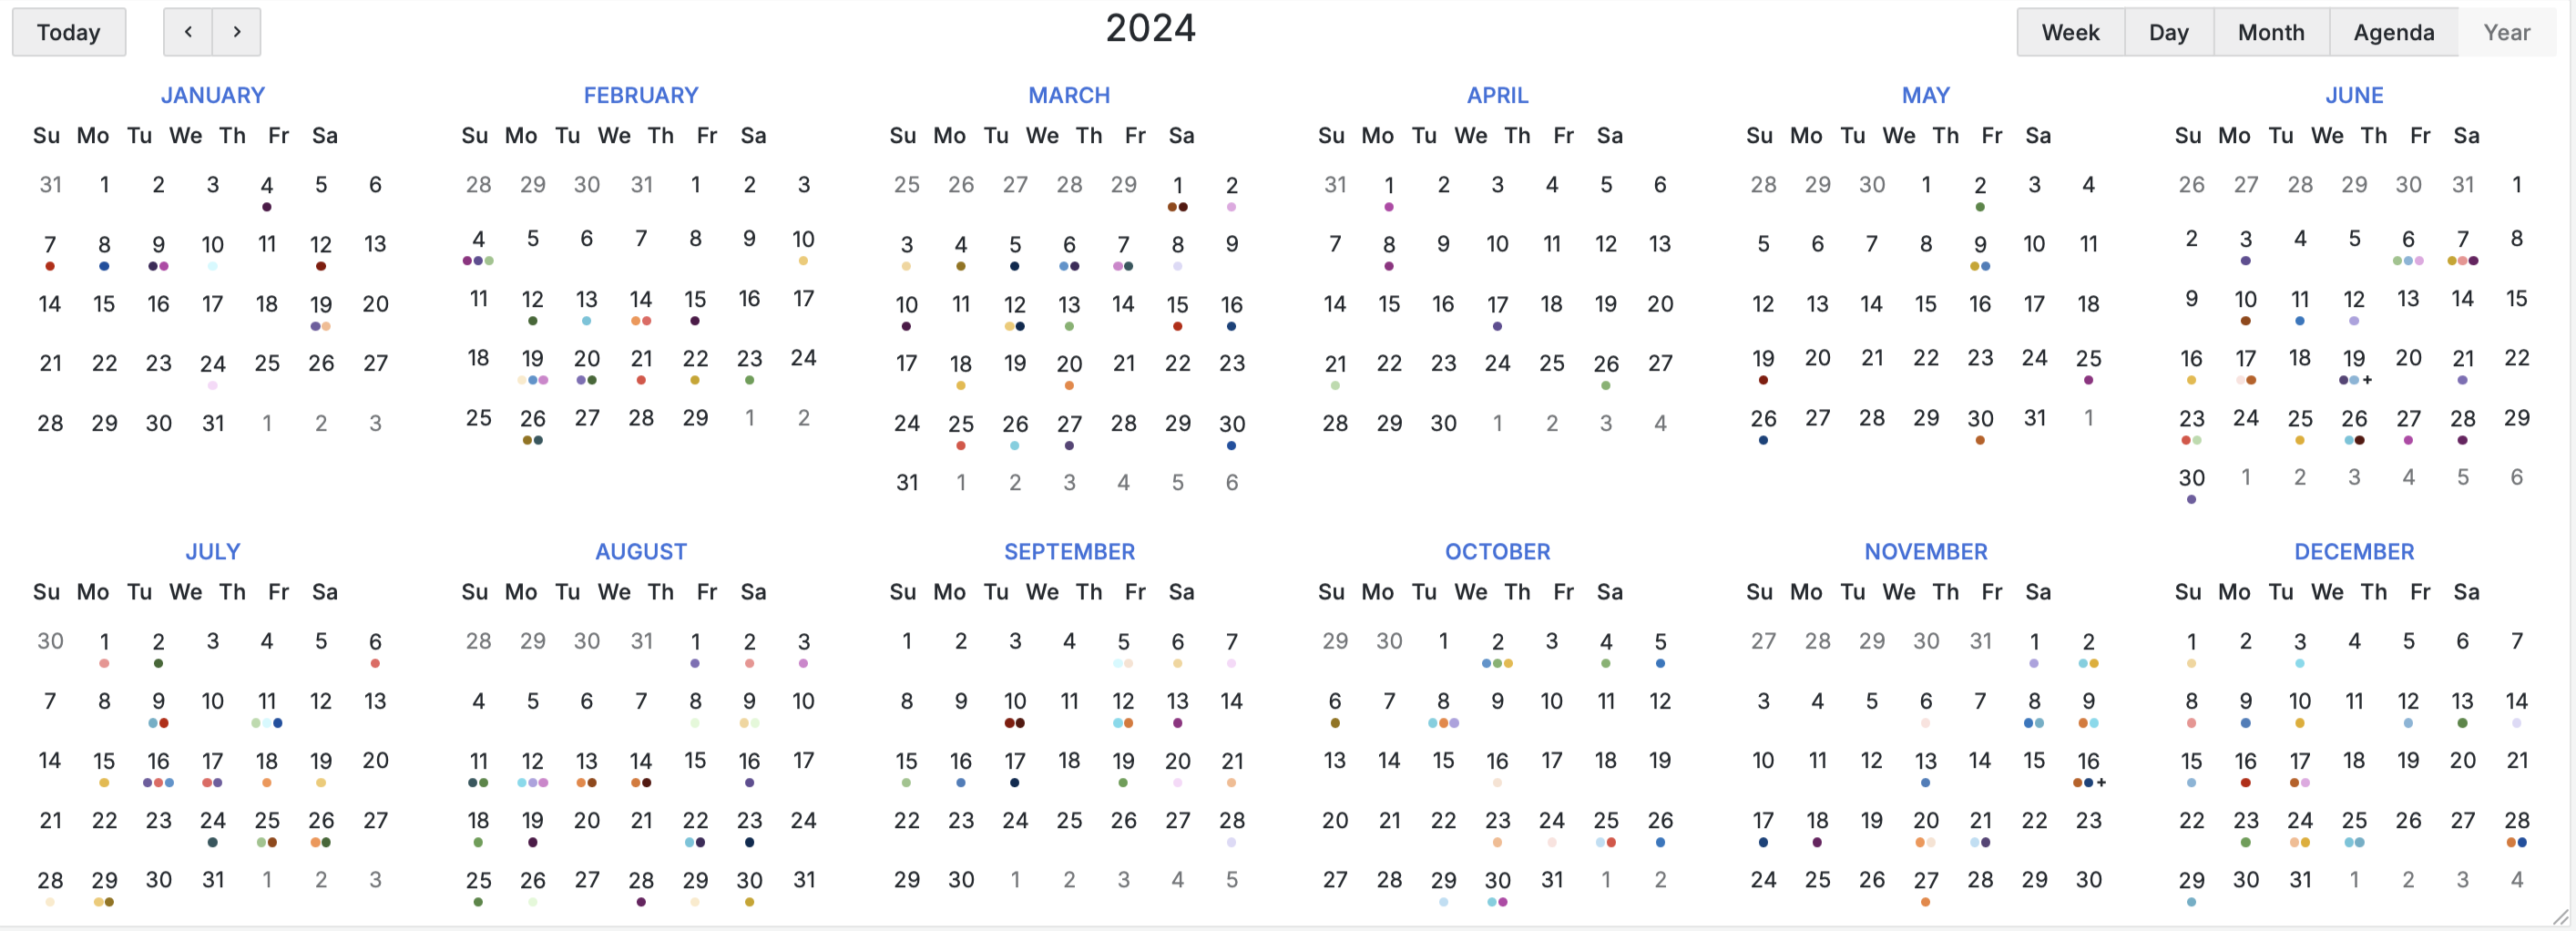 Today < > 2024 Week Day Month Agenda Year
JANUARY FEBRUARY MARCH APRIL MAY JUNE
Su Mo Tu We Th Fr Sa Su Mo Tu We Th Fr Sa Su Mo Tu We Th Fr Sa Su Mo Tu We Th Fr Sa Su Mo Tu We Th Fr Sa Su Mo Tu We Th Fr Sa
31 1 2 3 4 5 6 28 29 30 31 1 2 3 25 26 27 28 29 1 2 31 1 2 3 4 5 6 28 29 30 1 2 3 4 26 27 28 29 30 31 1
7 8 9 10 11 12 13 4 5 6 7 8 9 10 3 4 5 6 7 8 9 7 8 9 10 11 12 13 5 6 7 8 9 10 11 2 3 4 5 6 7 8
14 15 16 17 18 19 20 11 12 13 14 15 16 17 10 11 12 13 14 15 16 14 15 16 17 18 19 20 12 13 14 15 16 17 18 9 10 11 12 13 14 15
21 22 23 24 25 26 27 18 19 20 21 22 23 24 17 18 19 20 21 22 23 21 22 23 24 25 26 27 19 20 21 22 23 24 25 16 17 18 19 20 21 22
+
28 29 30 31 1 2 3 25 26 27 28 29 1 2 24 25 26 27 28 29 30 28 29 30 1 2 3 4 26 27 28 29 30 31 1 23 24 25 26 27 28 29
31 1 2 3 4 5 6 30 1 2 3 4 5 6
JULY AUGUST SEPTEMBER OCTOBER NOVEMBER DECEMBER
Su Mo Tu We Th Fr Sa Su Mo Tu We Th Fr Sa Su Mo Tu We Th Fr Sa Su Mo Tu We Th Fr Sa Su Mo Tu We Th Fr Sa Su Mo Tu We Th Fr Sa
30 1 2 3 4 5 6 28 29 30 31 1 2 3 1 2 3 4 5 6 7 29 30 1 2 3 4 5 27 28 29 30 31 1 2 1 2 3 4 5 6 7
7 8 9 10 11 12 13 4 5 6 7 8 9 10 8 9 10 11 12 13 14 6 7 8 9 10 11 12 3 4 5 6 7 8 9 8 9 10 11 12 13 14
14 15 16 17 18 19 20 11 12 13 14 15 16 17 15 16 17 18 19 20 21 13 14 15 16 17 18 19 10 11 12 13 14 15 16 15 16 17 18 19 20 21
+
21 22 23 24 25 26 27 18 19 20 21 22 23 24 22 23 24 25 26 27 28 20 21 22 23 24 25 26 17 18 19 20 21 22 23 22 23 24 25 26 27 28
28 29 30 31 1 2 3 25 26 27 28 29 30 31 29 30 1 2 3 4 5 27 28 29 30 31 1 2 24 25 26 27 28 29 30 29 30 31 1 2 3 4